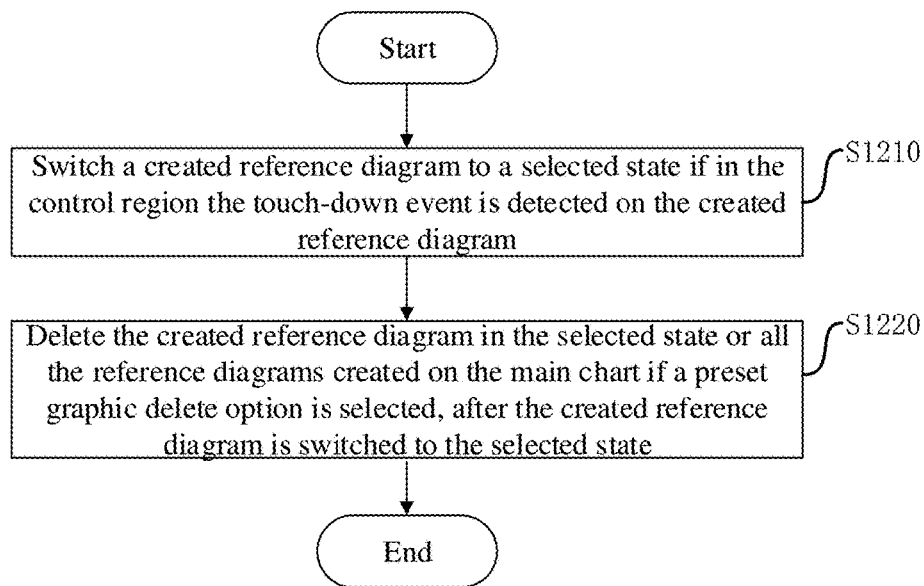 Start
Switch a created reference diagram to a selected state if in the
S1210
control region the touch-down event is detected on the created
reference diagram
Delete the created reference diagram in the selected state or all
S1220
the reference diagrams created on the main chart if a preset
graphic delete option is selected, after the created reference
diagram is switched to the selected state
End